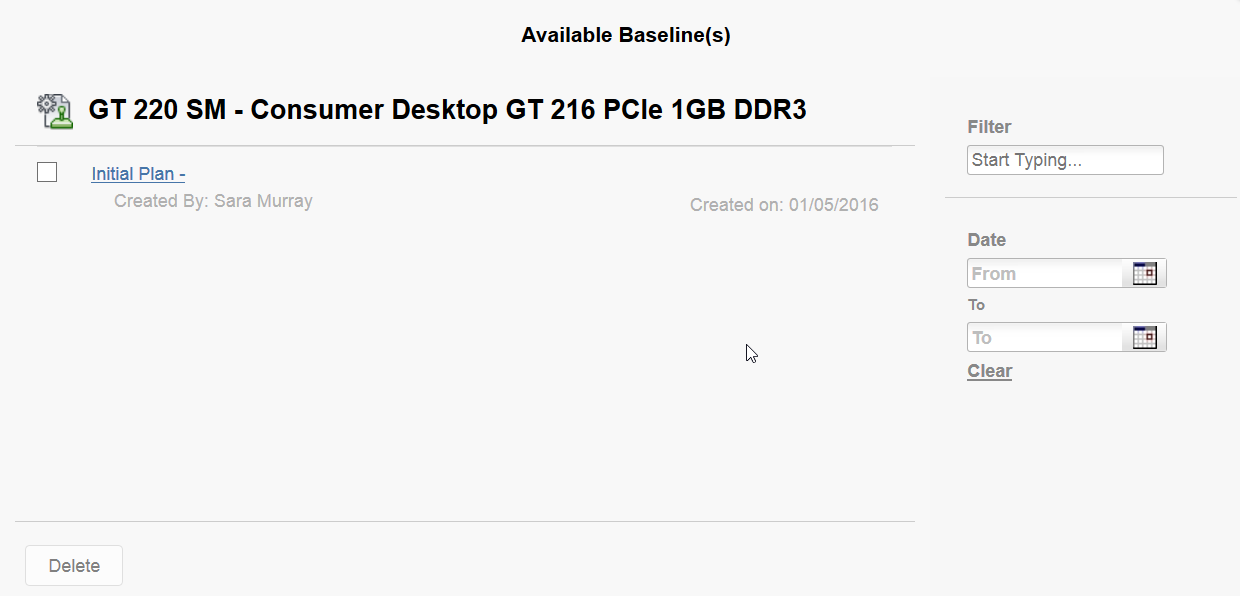 Available Baseline(s)
GT 220 SM - Consumer Desktop GT 216 PCIe 1GB DDR3
Initial Plan -
Created By: Sara Murray
Created on: 01/05/2016
Delete
Filter
Start Typing...
Date
From
To
To
Clear